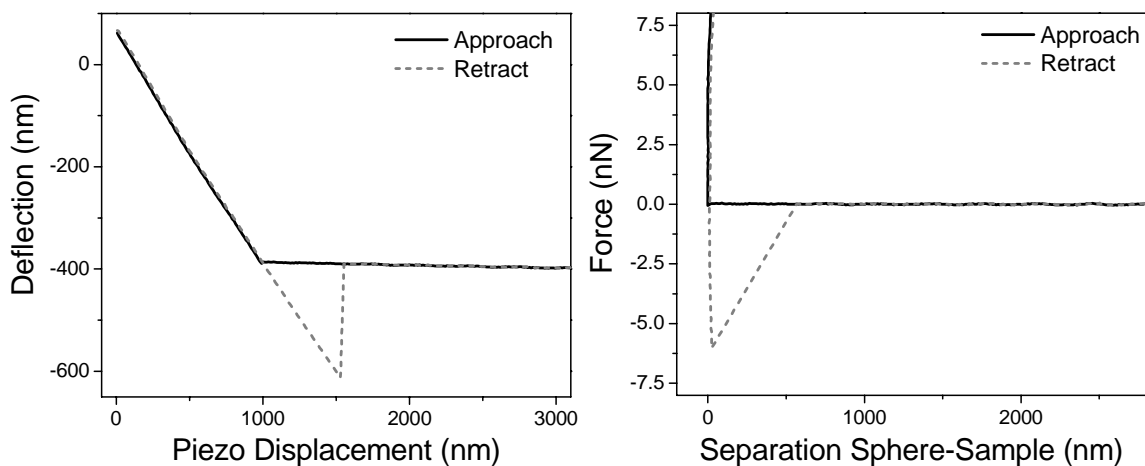 Approach
Retract
0
-200
-400
-600
Deflection (nm)
0
1000
2000
3000
Piezo Displacement (nm)
Approach
Retract
7.5
5.0
2.5
0.0
-2.5
-5.0
-7.5
Force (nN)
0
1000
2000
Separation Sphere-Sample (nm)